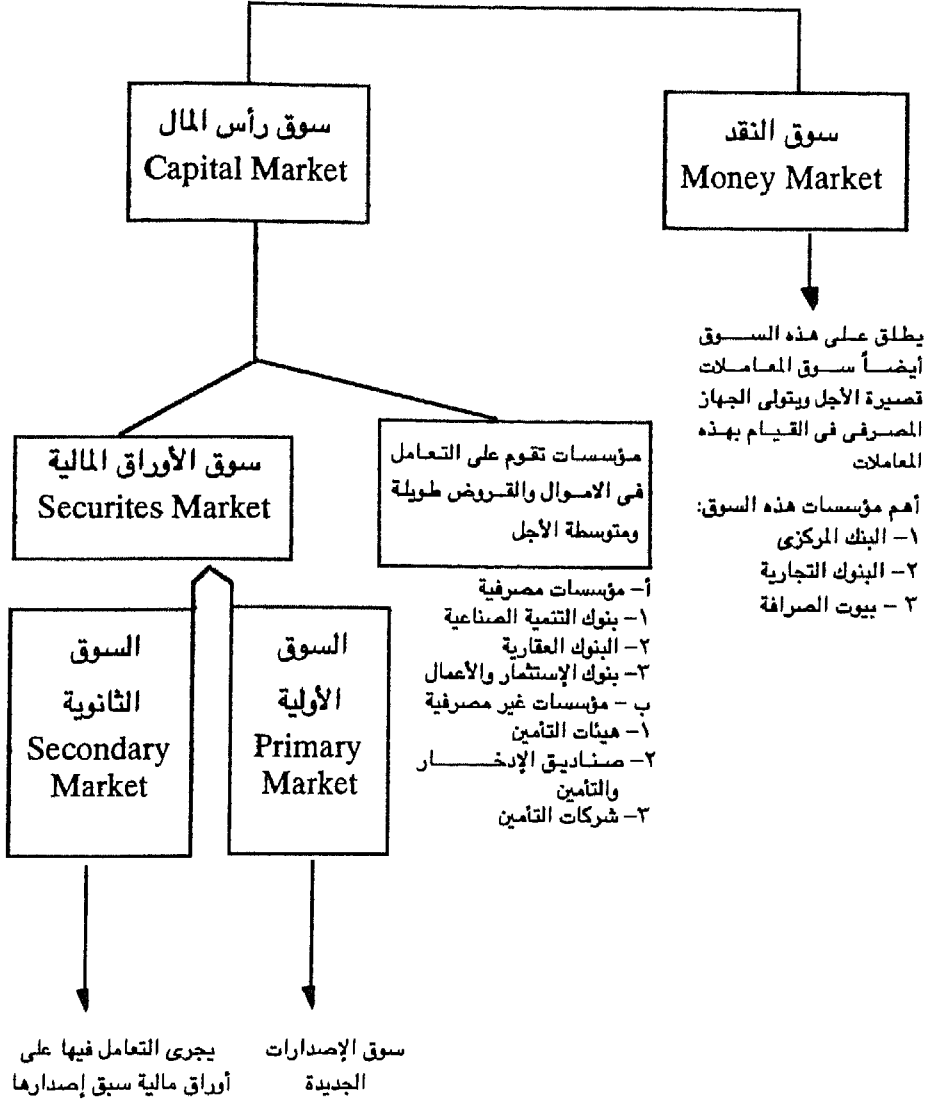 سوق النقد
Money Market
يطلق على هذه السوق
أيضاً سوق المعاملات
قصيرة الأجل ويتولى الجهاز
المصرفى فى القيام بهذه
المعاملات
أهم مؤسسات هذه السوق:
١- البنك المركزى
٢- البنوك التجارية
٣ - بيوت الصرافة
سوق رأس المال
Capital Market
مؤسسات تقوم على التعامل
فى الاموال والقروض طويلة
ومتوسطة الأجل
أ- مؤسسات مصرفية
١- بنوك التنمية الصناعية
٢- البنوك العقارية
٣- بنوك الإستثمار والأعمال
ب - مؤسسات غير مصرفية
١- هيئات التأمين
٢- صناديق الإدخار
والتأمين
٣- شركات التأمين
سوق الأوراق المالية
Securites Market
السوق
الأولية
Primary
Market
سوق الإصدارات
الجديدة
السوق
الثانوية
Secondary
Market
يجرى التعامل فيها على
أوراق مالية سبق إصدارها